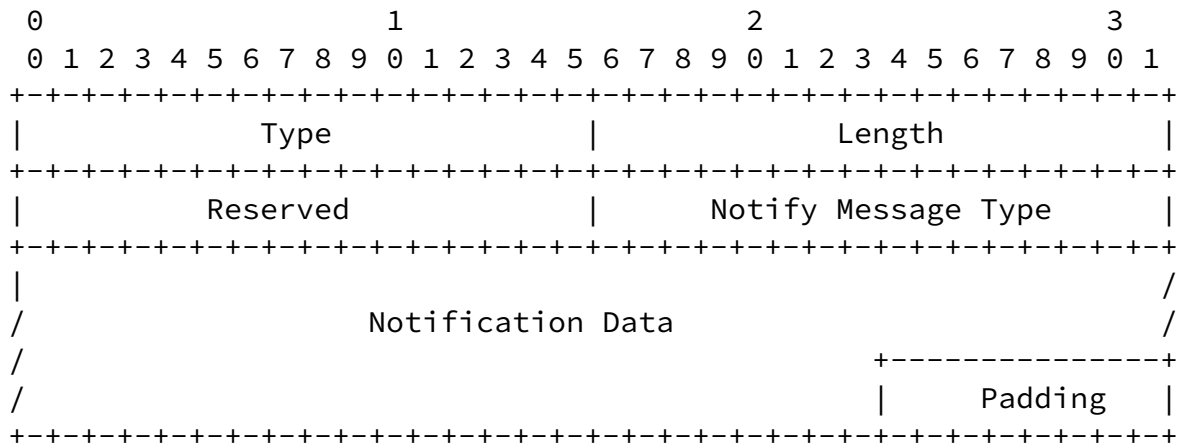 0                   1                   2                   3
 0 1 2 3 4 5 6 7 8 9 0 1 2 3 4 5 6 7 8 9 0 1 2 3 4 5 6 7 8 9 0 1
+-+-+-+-+-+-+-+-+-+-+-+-+-+-+-+-+-+-+-+-+-+-+-+-+-+-+-+-+-+-+-+-+
|             Type              |             Length            |
+-+-+-+-+-+-+-+-+-+-+-+-+-+-+-+-+-+-+-+-+-+-+-+-+-+-+-+-+-+-+-+-+
|          Reserved             |      Notify Message Type      |
+-+-+-+-+-+-+-+-+-+-+-+-+-+-+-+-+-+-+-+-+-+-+-+-+-+-+-+-+-+-+-+-+
|                                                               /
/                   Notification Data                           /
/                                               +---------------+
/                                               |     Padding   |
+-+-+-+-+-+-+-+-+-+-+-+-+-+-+-+-+-+-+-+-+-+-+-+-+-+-+-+-+-+-+-+-+